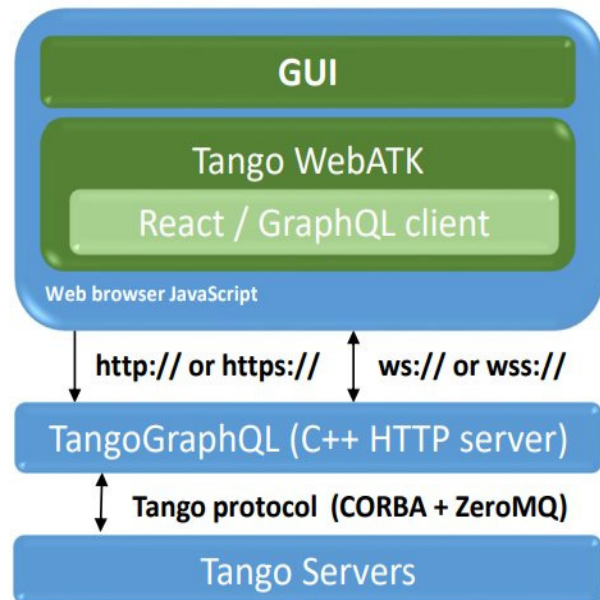 GUI
Tango WebATK
React / GraphQL client
Web browser JavaScript
http:// or https:// ws:// or wss://
TangoGraphQL (C++ HTTP server)
Tango protocol (CORBA + ZeroMQ)
Tango Servers